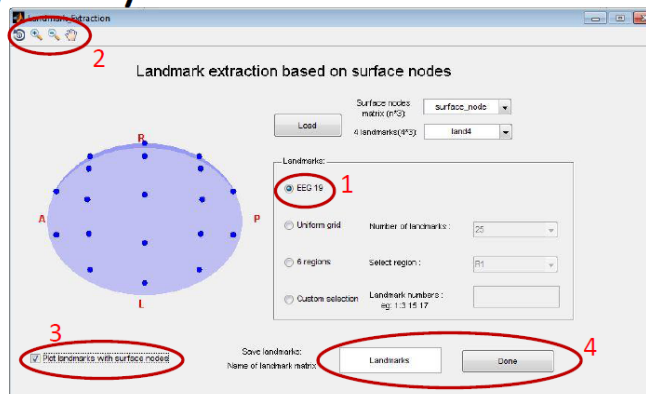 Landmark Extraction
2
Landmark extraction based on surface nodes
Surface nodes
matrix (n*3):
surface_node
Load
4 landmarks(4*3):
land4
R
A
P
L
Landmarks:
EEG 19
1
Uniform grid
Number of landmarks :
25
6 regions
Select region :
R1
Custom selection
Landmark numbers :
eg: 1:3 15 17
3
Plot landmarks with surface nodes
Save landmarks:
Name of landmark matrix
Landmarks
Done
4